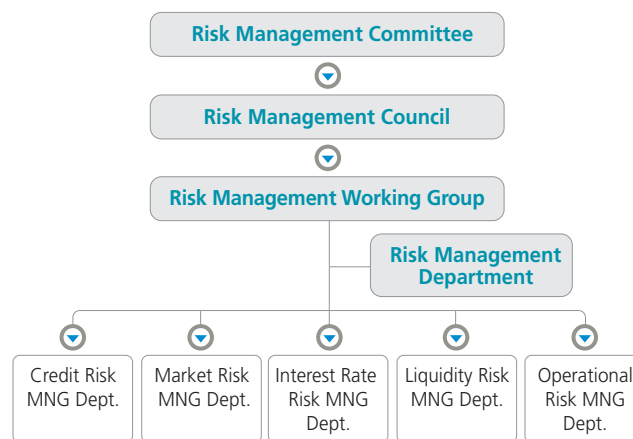 Risk Management Committee
Risk Management Council
Risk Management Working Group
Risk Management
Department
Credit Risk
MNG Dept.
Market Risk
MNG Dept.
Interest Rate
Risk MNG
Dept.
Liquidity Risk
MNG Dept.
Operational
Risk MNG
Dept.